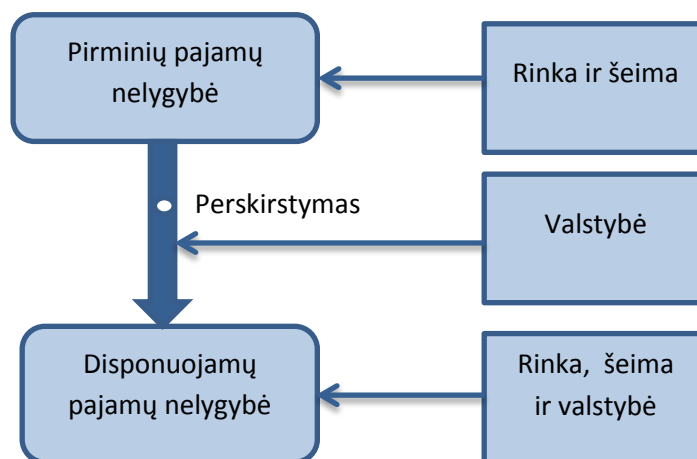 Pirminių pajamų
nelygybė
Rinka ir šeima
Perskirstymas
Valstybė
Disponuojamų
pajamų nelygybė
Rinka, šeima
ir valstybė